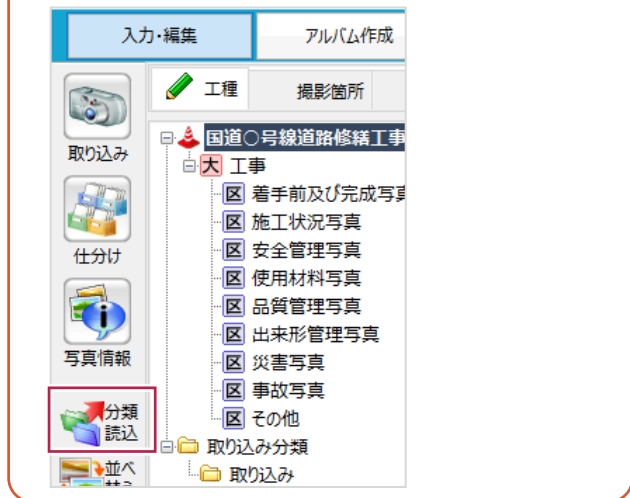 入力・編集
アルバム作成
工種
撮影箇所
取り込み
仕分け
写真情報
分類
読込
並べ
替え
国道○号線道路修繕工事
大 工事
区 着手前及び完成写真
区 施工状況写真
区 安全管理写真
区 使用材料写真
区 品質管理写真
区 出来形管理写真
区 災害写真
区 事故写真
区 その他
取り込み分類
取り込み